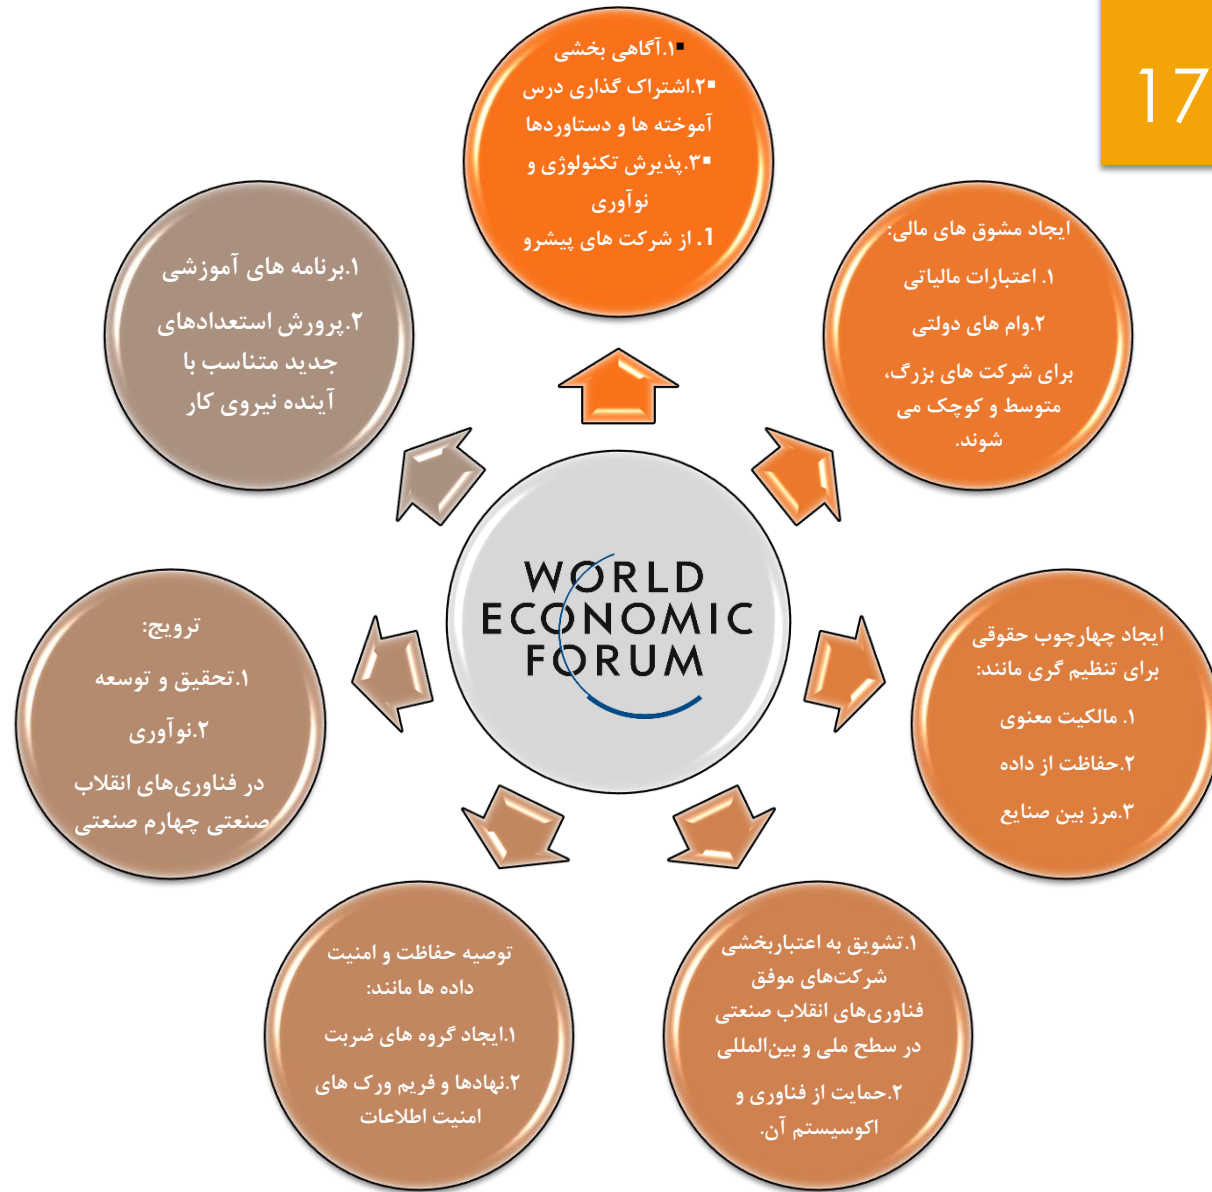 17
۱.آگاهی بخشی
۲.اشتراک گذاری درس
آموخته ها و دستاوردها
۳.پذیرش تکنولوژی و
نوآوری
1. از شرکت های پیشرو
ایجاد مشوق های مالی:
۱. اعتبارات مالیاتی
۲.وام های دولتی
برای شرکت های بزرگ،
متوسط و کوچک می
شوند.
ایجاد چهارچوب حقوقی
برای تنظیم گری مانند:
۱. مالکیت معنوی
۲.حفاظت از داده
۳.مرز بین صنایع
۱.تشویق به اعتباربخشی
شرکت‌های موفق
فناوری‌های انقلاب صنعتی
در سطح ملی و بین‌المللی
۲.حمایت از فناوری و
اکوسیستم آن.
توصیه حفاظت و امنیت
داده ها مانند:
۱.ایجاد گروه های ضربت
۲.نهادها و فریم ورک های
امنیت اطلاعات
ترویج:
۱.تحقیق و توسعه
۲.نوآوری
در فناوری‌های انقلاب
صنعتی چهارم صنعتی
۱.برنامه های آموزشی
۲.پرورش استعدادهای
جدید متناسب با
آینده نیروی کار
WORLD
ECONOMIC
FORUM